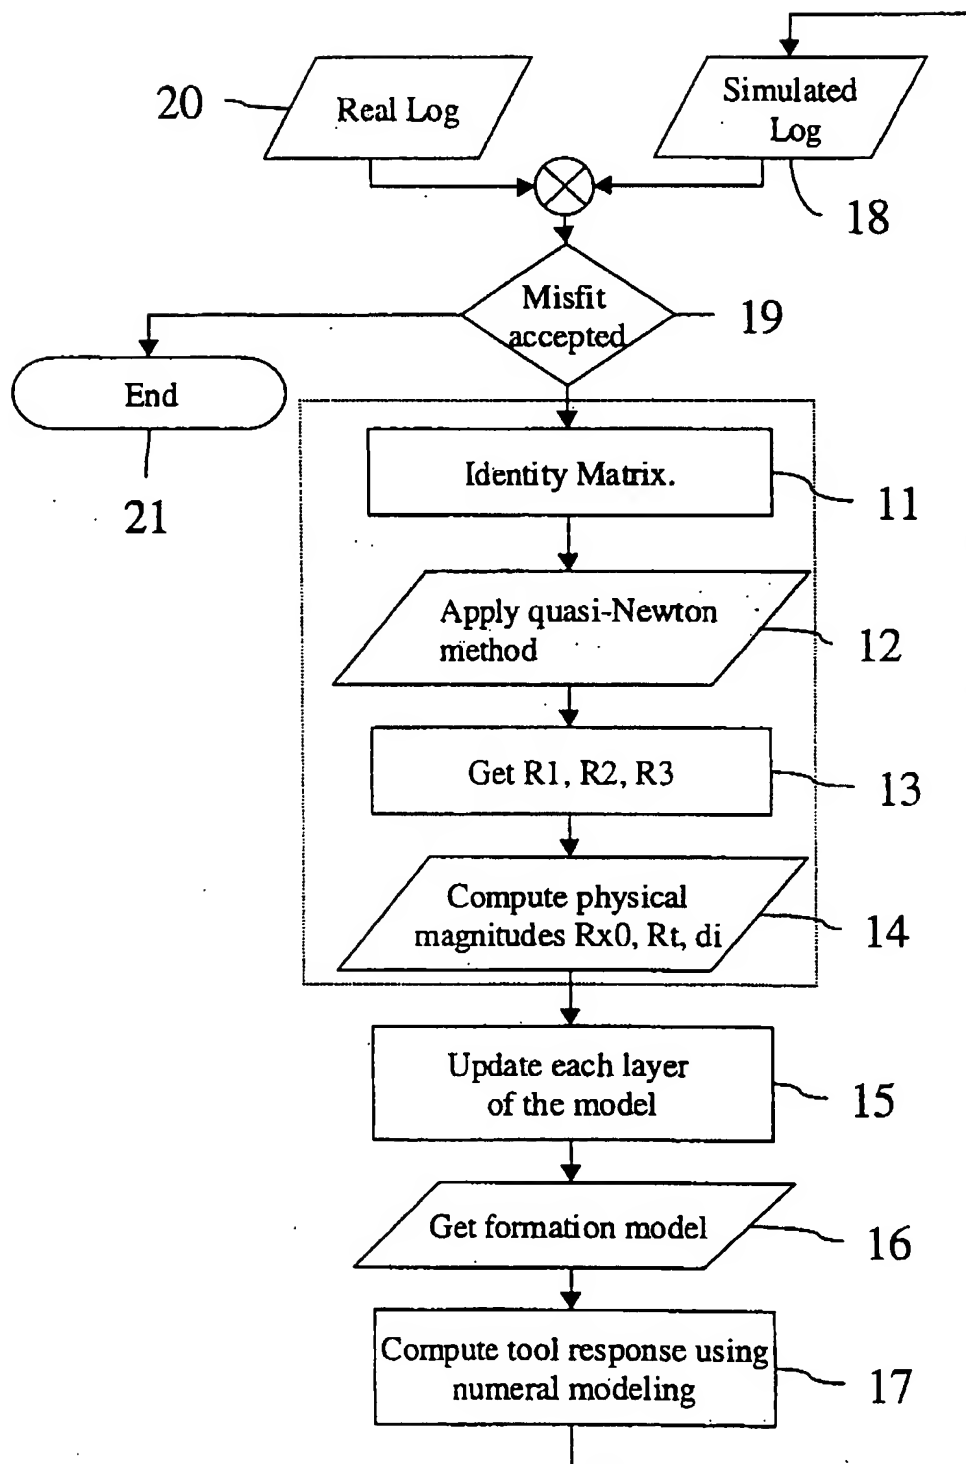 20
Real Log
Simulated
Log
18
Misfit
accepted
19
End
21
Identity Matrix.
11
Apply quasi-Newton
method
12
Get R1, R2, R3
13
Compute physical
magnitudes Rx0, Rt, di
14
Update each layer
of the model
15
Get formation model
16
Compute tool response using
numeral modeling
17